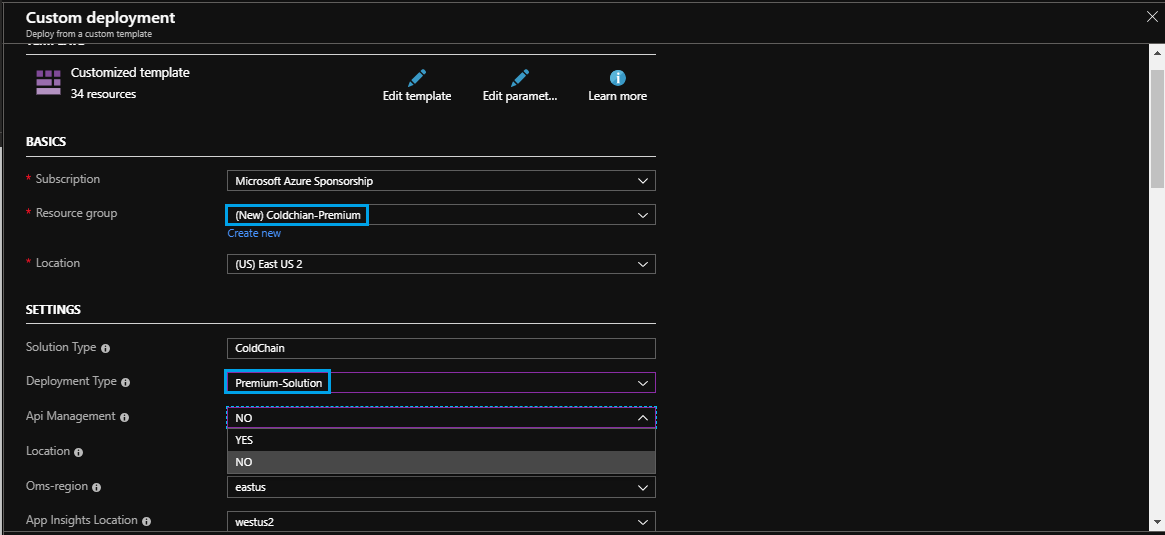 Custom deployment
Deploy from a custom template
TEMPLATE
Customized template
34 resources
Edit template
Edit paramet...
Learn more
BASICS
* Subscription
Microsoft Azure Sponsorship
* Resource group
(New) Coldchian-Premium
Create new
* Location
(US) East US 2
SETTINGS
Solution Type
ColdChain
Deployment Type
Premium-Solution
Api Management
NO
YES
Location
NO
Oms-region
eastus
App Insights Location
westus2